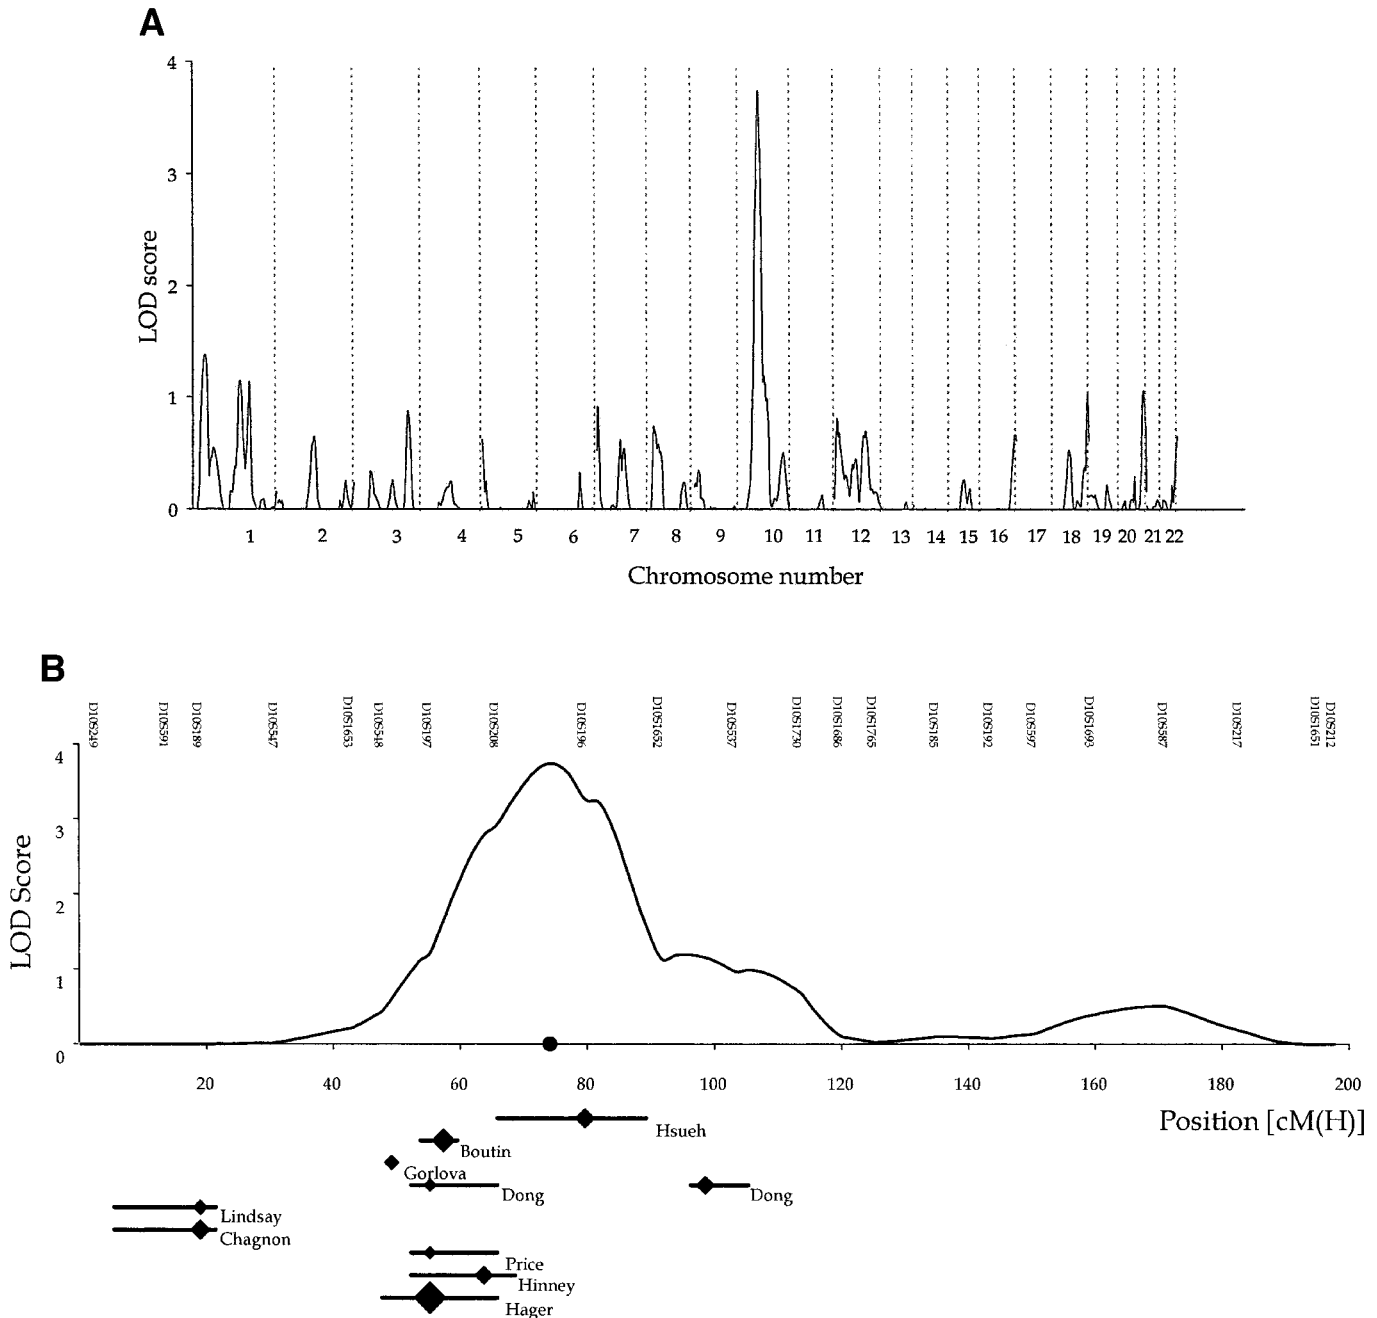 A
4
3
2
1
0
LOD score
1 2 3 4 5 6 7 8 9 10 11 12 13 14 15 16 17 18 19 20 21 22
Chromosome number
B
D10S249 D10S591 D10S189 D10S547 D10S1653 D10S548 D10S197 D10S208 D10S196 D10S1652 D10S537 D10S1730 D10S1686 D10S1765 D10S185 D10S192 D10S597 D10S1693 D10S587 D10S217 D10S1651 D10S212
4
3
2
1
0
LOD Score
20 40 60 80 100 120 140 160 180 200
Position [cM(H)]
Hsueh
Boutin
Gorlova
Dong Dong
Lindsay
Chagnon
Price
Hinney
Hager